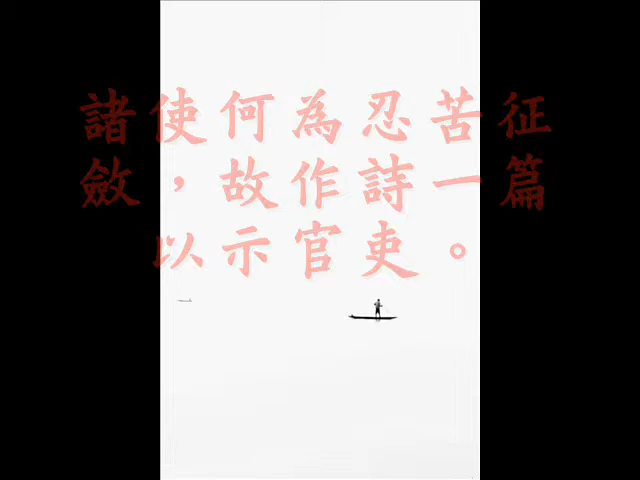 諸使何為忍苦征
斂，故作詩一篇
以示官吏。